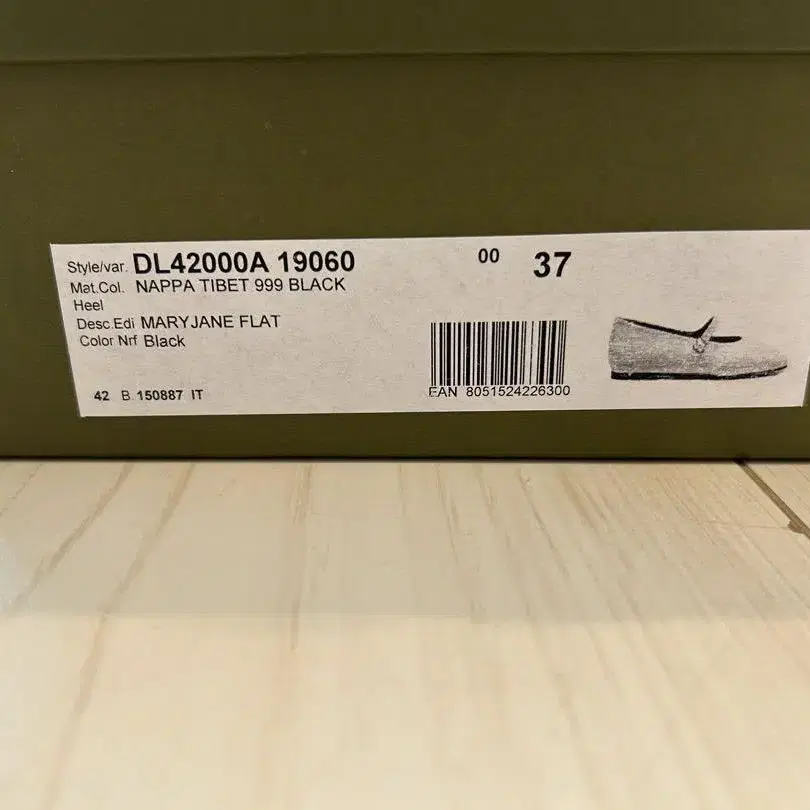 Style/var. DL42000A 19060 00 37
Mat.Col. NAPPA TIBET 999 BLACK
Heel
Desc.Edi MARYJANE FLAT
Color Nrf Black
42 B 150887 IT
EAN 8051524226300